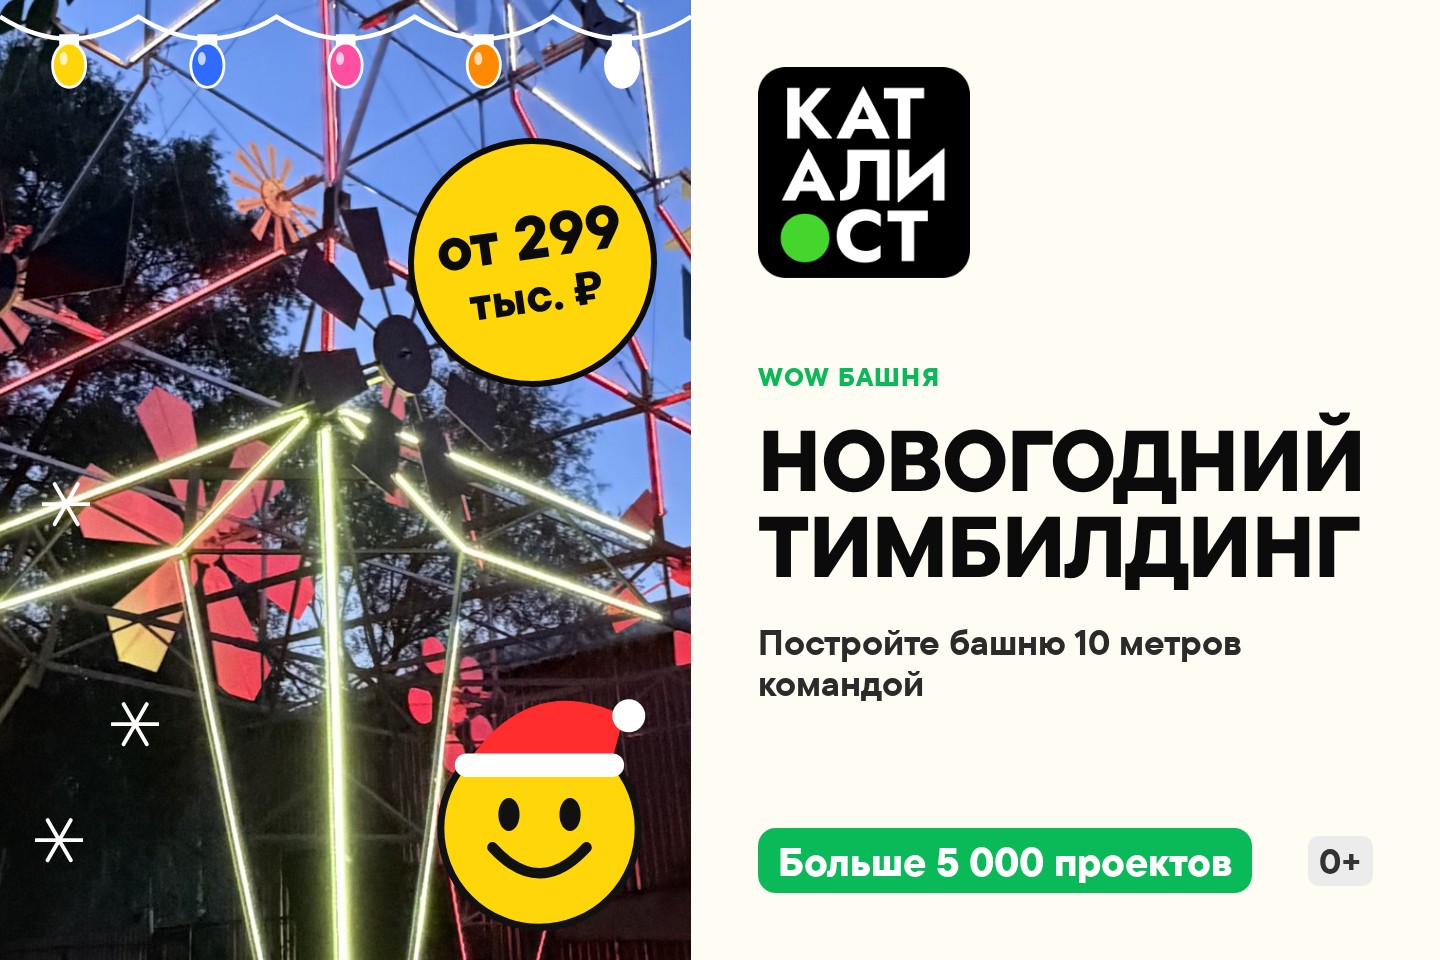 от 299
тыс. ₽
КАТ
АЛИ
СТ
WOW БАШНЯ
НОВОГОДНИЙ
ТИМБИЛДИНГ
Постройте башню 10 метров
командой
Больше 5 000 проектов
0+